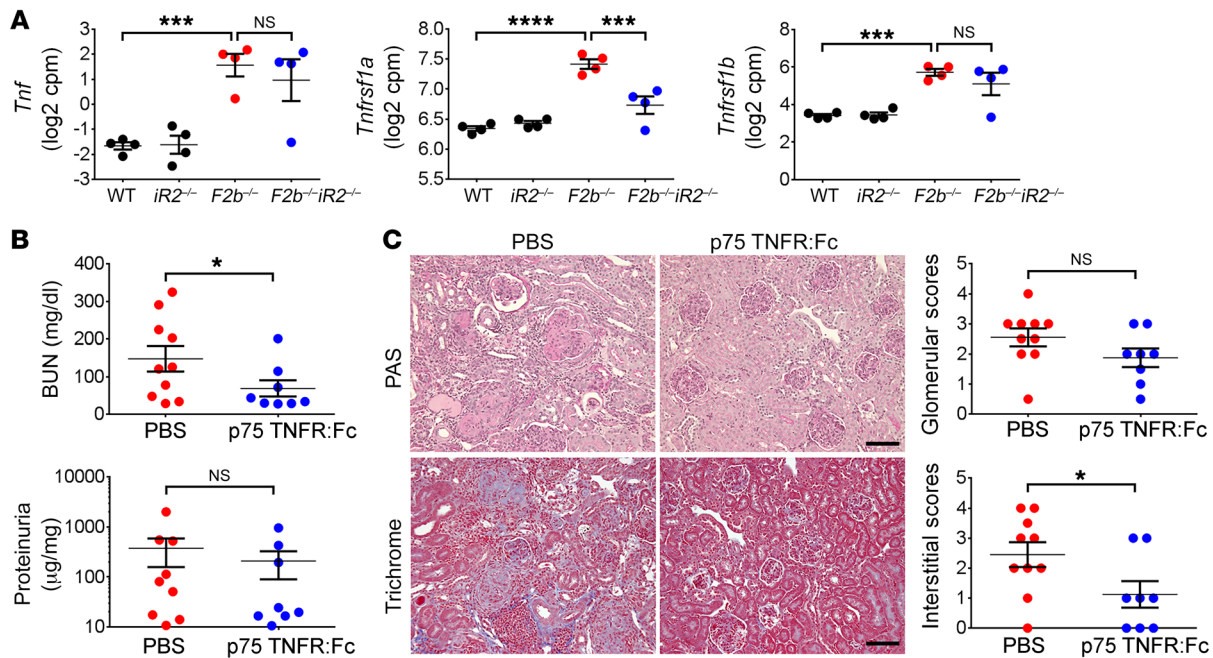 A
Tnf
(log2 cpm)
3
2
1
0
-1
-2
-3
***
NS
WT
iR2–/–
F2b–/–
F2b–/–iR2–/–
Tnfrsf1a
(log2 cpm)
8.0
7.5
7.0
6.5
6.0
5.5
****
***
WT
iR2–/–
F2b–/–
F2b–/–iR2–/–
Tnfrsf1b
(log2 cpm)
8
6
4
2
0
***
NS
WT
iR2–/–
F2b–/–
F2b–/–iR2–/–
B
BUN (mg/dl)
400
300
200
100
0
*
PBS
p75 TNFR:Fc
Proteinuria
(µg/mg)
10000
1000
100
10
NS
PBS
p75 TNFR:Fc
C
PBS
p75 TNFR:Fc
PAS
Trichrome
Glomerular scores
5
4
3
2
1
0
NS
PBS
p75 TNFR:Fc
Interstitial scores
5
4
3
2
1
0
*
PBS
p75 TNFR:Fc